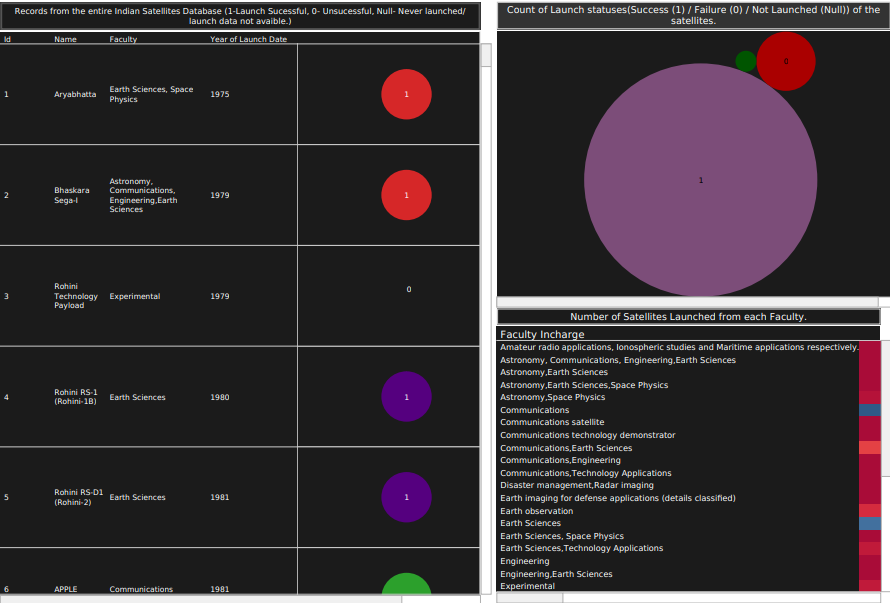 Records from the entire Indian Satellites Database (1-Launch Sucessful, 0- Unsucessful, Null- Never launched/
launch data not avaible.)
Id Name Faculty Year of Launch Date
1 Aryabhatta Earth Sciences, Space
Physics 1975 1
2 Bhaskara
Sega-I Astronomy,
Communications,
Engineering,Earth
Sciences 1979 1
3 Rohini
Technology
Payload Experimental 1979 0
4 Rohini RS-1
(Rohini-1B) Earth Sciences 1980 1
5 Rohini RS-D1
(Rohini-2) Earth Sciences 1981 1
6 APPLE Communications 1981
Count of Launch statuses(Success (1) / Failure (0) / Not Launched (Null)) of the
satellites.
0
1
Number of Satellites Launched from each Faculty.
Faculty Incharge
Amateur radio applications, Ionospheric studies and Maritime applications respectively.
Astronomy, Communications, Engineering,Earth Sciences
Astronomy,Earth Sciences
Astronomy,Earth Sciences,Space Physics
Astronomy,Space Physics
Communications
Communications satellite
Communications technology demonstrator
Communications,Earth Sciences
Communications,Engineering
Communications,Technology Applications
Disaster management,Radar imaging
Earth imaging for defense applications (details classified)
Earth observation
Earth Sciences
Earth Sciences, Space Physics
Earth Sciences,Technology Applications
Engineering
Engineering,Earth Sciences
Experimental